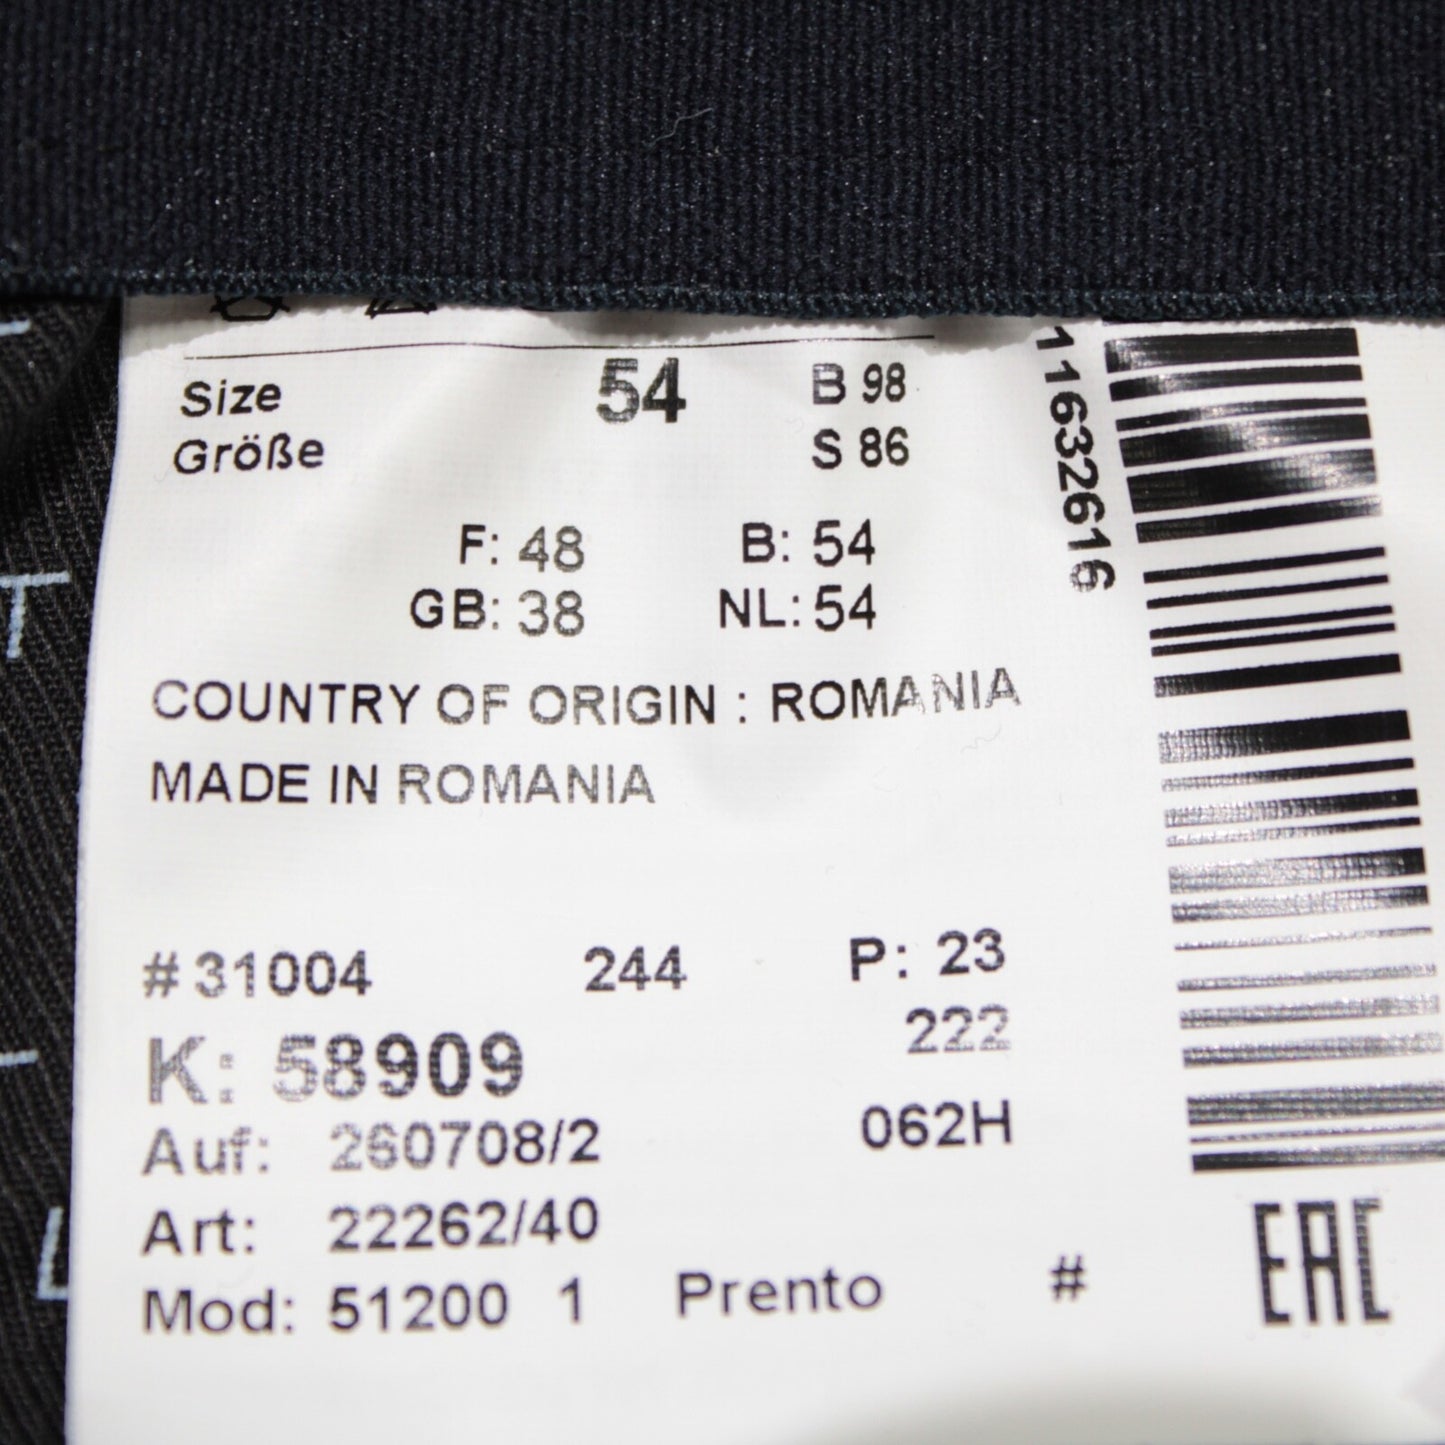 Size 54 B 98
Größe S 86
F: 48 B: 54
GB: 38 NL: 54
COUNTRY OF ORIGIN : ROMANIA
MADE IN ROMANIA
#31004 244 P: 23
K: 58909 222
Auf: 260708/2 062H
Art: 22262/40
Mod: 51200 1 Prento #
11632616
EAC
T
L